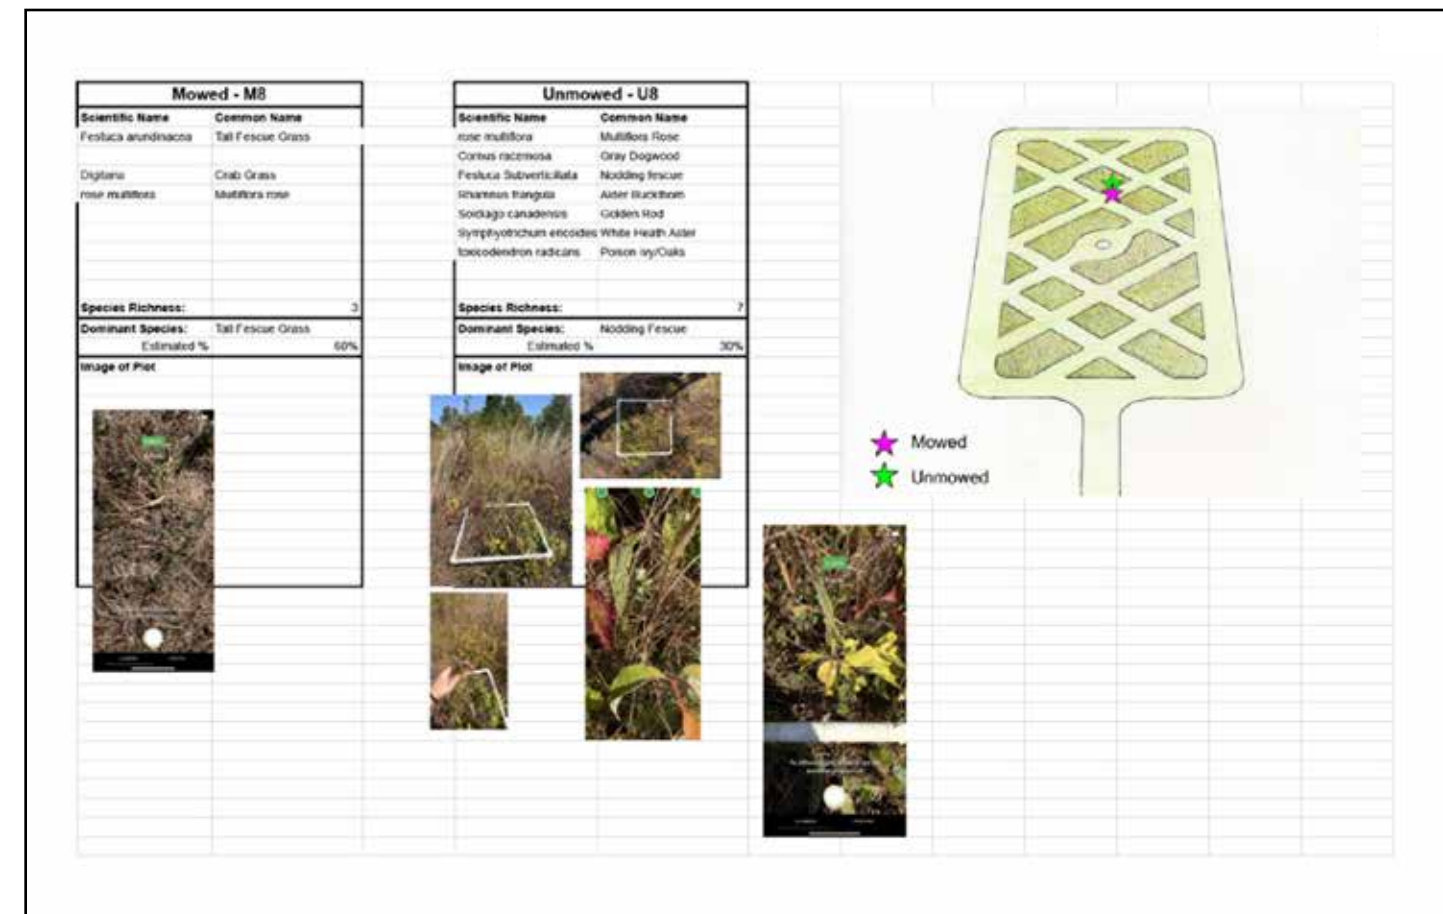 Mowed - M8
Scientific Name Common Name
Festuca arundinacea Tall Fescue Grass
Digitaria Crab Grass
rose multiflora Multiflora rose
Species Richness: 3
Dominant Species: Tall Fescue Grass
Estimated % 60%
Image of Plot
Unmowed - U8
Scientific Name Common Name
rose multiflora Multiflora Rose
Cornus racemosa Gray Dogwood
Festuca Subverticillata Nodding fescue
Rhamnus frangula Alder Buckthorn
Solidago canadensis Golden Rod
Symphyotrichum ericoides White Heath Aster
toxicodendron radicans Poison ivy/Oaks
Species Richness: 7
Dominant Species: Nodding Fescue
Estimated % 30%
Image of Plot
Mowed
Unmowed